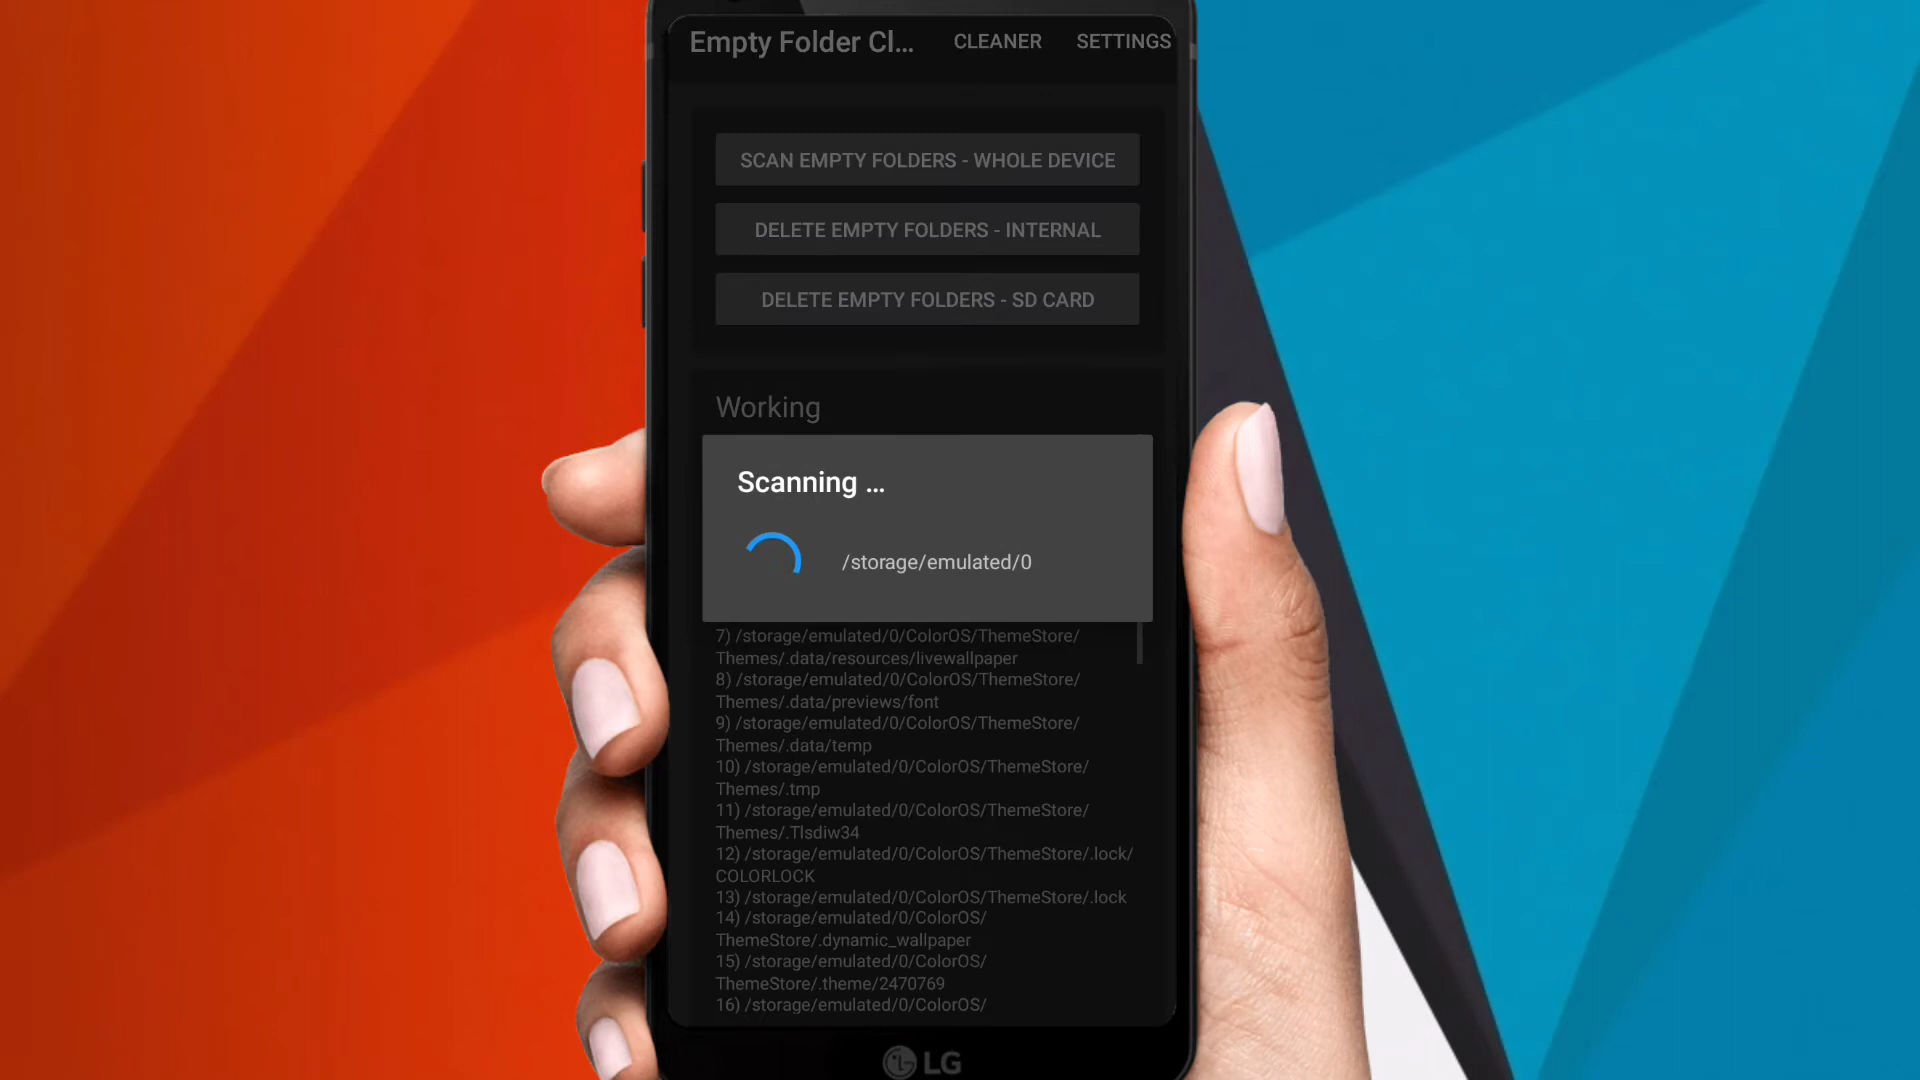 Empty Folder Cl... CLEANER SETTINGS
SCAN EMPTY FOLDERS - WHOLE DEVICE
DELETE EMPTY FOLDERS - INTERNAL
DELETE EMPTY FOLDERS - SD CARD
Working
Scanning ...
/storage/emulated/0
7) /storage/emulated/0/ColorOS/ThemeStore/
Themes/.data/resources/livewallpaper
8) /storage/emulated/0/ColorOS/ThemeStore/
Themes/.data/previews/font
9) /storage/emulated/0/ColorOS/ThemeStore/
Themes/.data/temp
10) /storage/emulated/0/ColorOS/ThemeStore/
Themes/.tmp
11) /storage/emulated/0/ColorOS/ThemeStore/
Themes/.Tlsdiw34
12) /storage/emulated/0/ColorOS/ThemeStore/.lock/
COLORLOCK
13) /storage/emulated/0/ColorOS/ThemeStore/.lock
14) /storage/emulated/0/ColorOS/
ThemeStore/.dynamic_wallpaper
15) /storage/emulated/0/ColorOS/
ThemeStore/.theme/2470769
16) /storage/emulated/0/ColorOS/
LG